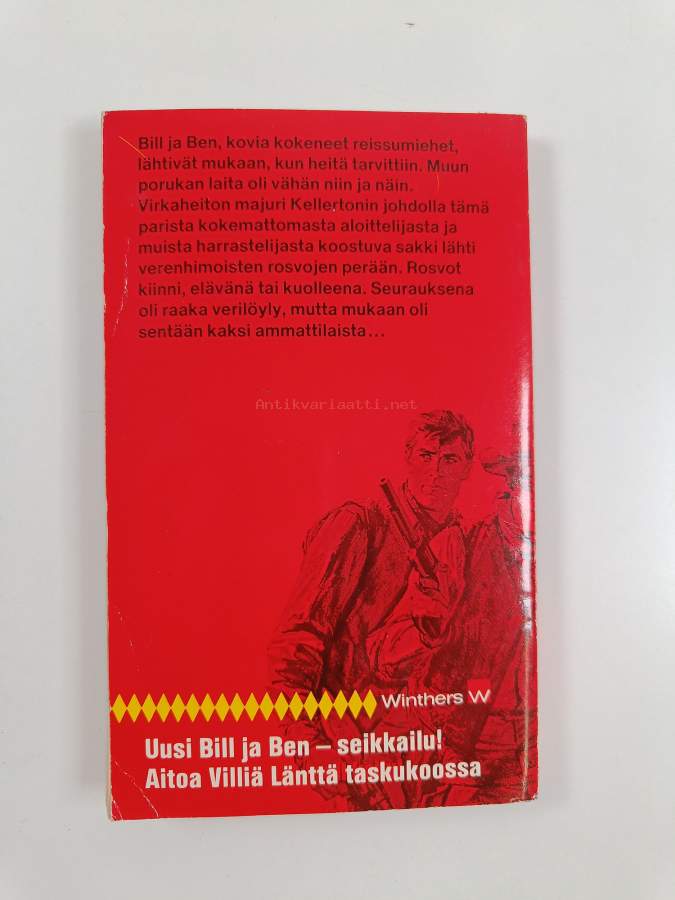 Bill ja Ben, kovia kokeneet reissumiehet,
lähtivät mukaan, kun heitä tarvittiin. Muun
porukan laita oli vähän niin ja näin.
Virkaheiton majuri Kellertonin johdolla tämä
parista kokemattomasta aloittelijasta ja
muista harrastelijasta koostuva sakki lähti
verenhimoisten rosvojen perään. Rosvot
kiinni, elävänä tai kuolleena. Seurauksena
oli raaka verilöyly, mutta mukaan oli
sentään kaksi ammattilaista...
Antikvariaatti.net
Winthers W
Uusi Bill ja Ben – seikkailu!
Aitoa Villiä Länttä taskukoossa